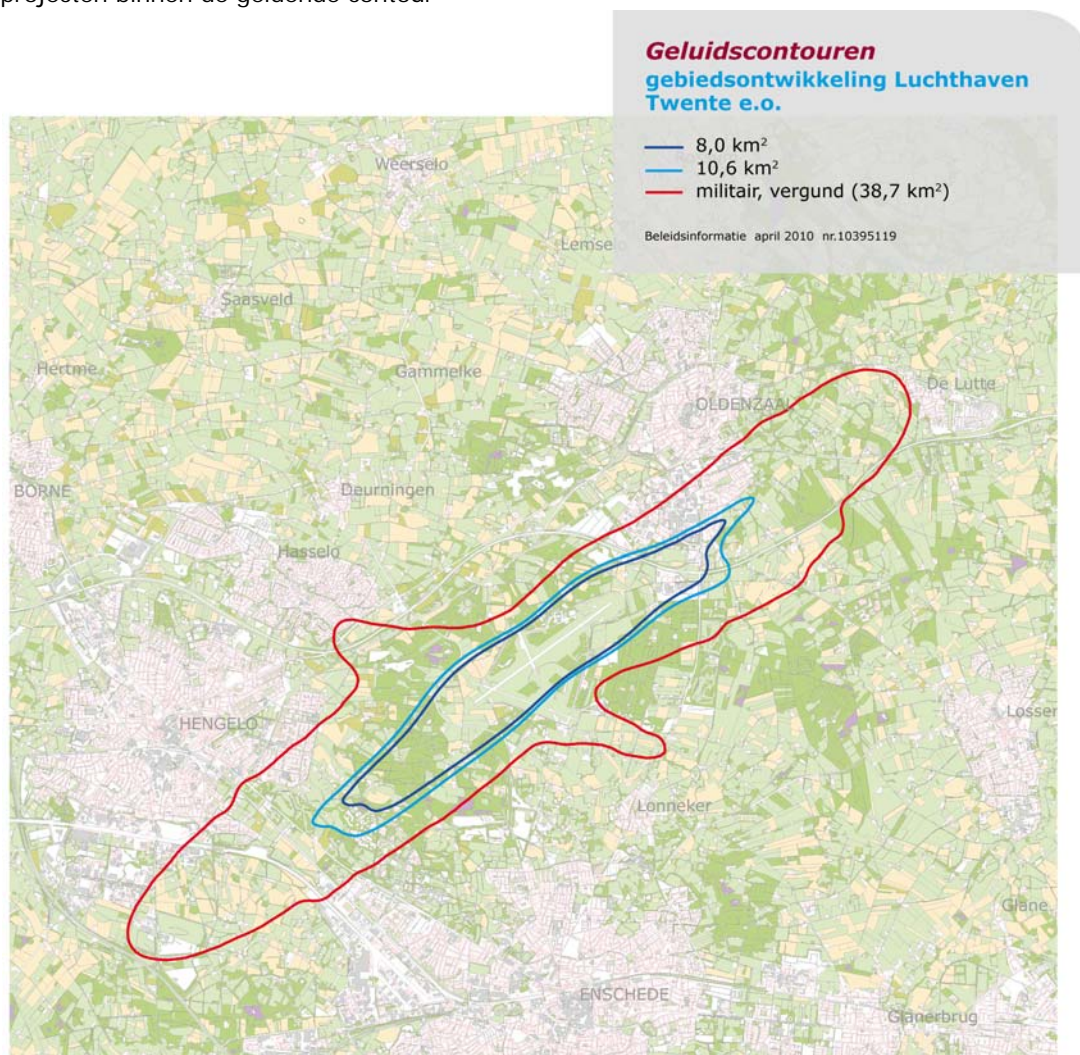 projecten binnen de geldende contour
Geluidscontouren
gebiedsontwikkeling Luchthaven
Twente e.o.
8,0 km²
10,6 km²
militair, vergund (38,7 km²)
Beleidsinformatie april 2010 nr.10395119
Weerselo
Lemselo
Saasveld
Hertme
Gammelke
De Lutte
OLDENZAAL
BORNE
Deurningen
Hasselo
HENGELO
Losser
Lonneker
Glane
ENSCHEDE
Glanerbrug